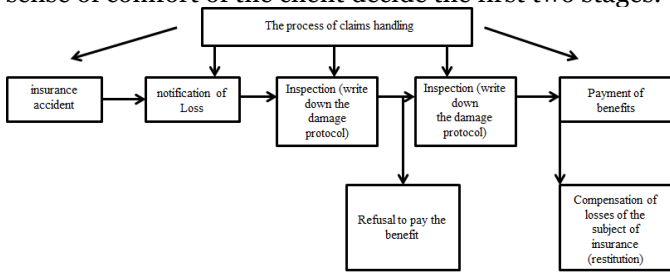 sense of comfort of the client decide the first two stages.
The process of claims handling
insurance
accident
notification of
Loss
Inspection (write
down the
damage
protocol)
Inspection (write
down
the damage
protocol)
Payment of
benefits
Refusal to pay the
benefit
Compensation of
losses of the
subject of
insurance
(restitution)